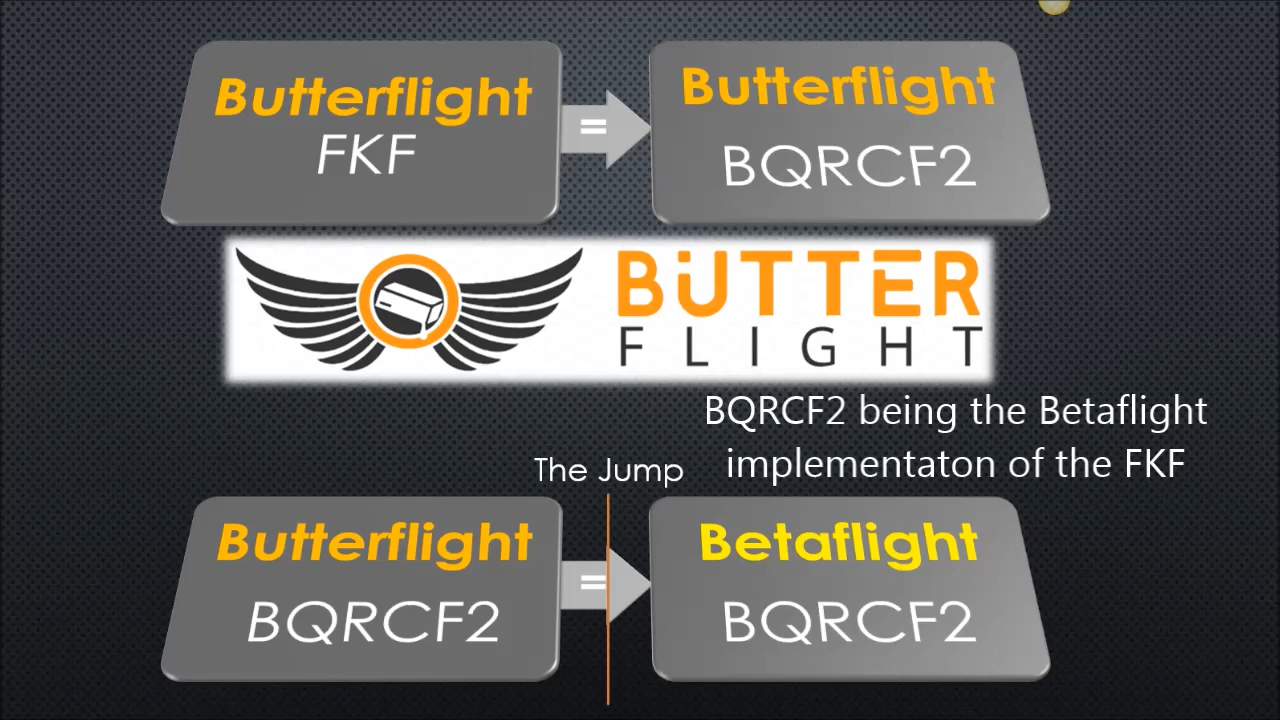 Butterflight
FKF
=
Butterflight
BQRCF2
BUTTER
FLIGHT
BQRCF2 being the Betaflight
implementaton of the FKF
The Jump
Butterflight
BQRCF2
=
Betaflight
BQRCF2